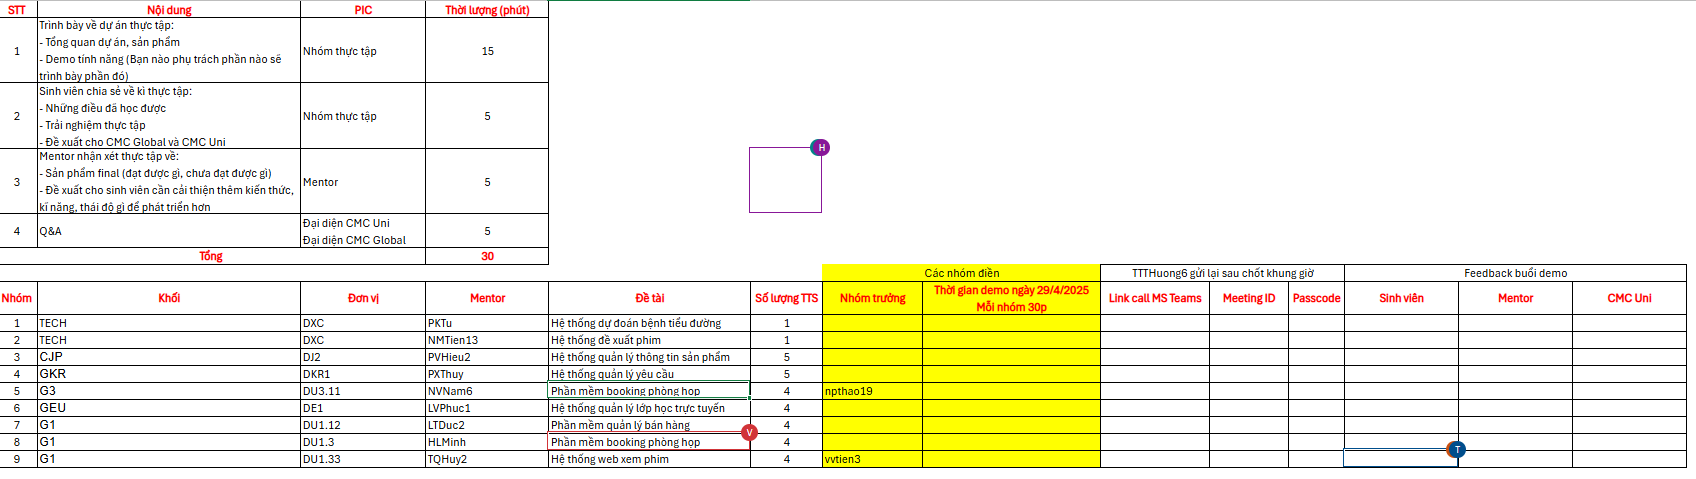 STT Nội dung PIC Thời lượng (phút)
1 Trình bày về dự án thực tập:
- Tổng quan dự án, sản phẩm
- Demo tính năng (Bạn nào phụ trách phần nào sẽ
trình bày phần đó) Nhóm thực tập 15
2 Sinh viên chia sẻ về kì thực tập:
- Những điều đã học được
- Trải nghiệm thực tập
- Đề xuất cho CMC Global và CMC Uni Nhóm thực tập 5
3 Mentor nhận xét thực tập về:
- Sản phẩm final (đạt được gì, chưa đạt được gì)
- Đề xuất cho sinh viên cần cải thiện thêm kiến thức,
kĩ năng, thái độ gì để phát triển hơn Mentor 5
4 Q&A Đại diện CMC Uni
Đại diện CMC Global 5
Tổng 30
H
Các nhóm điền TTTHuong6 gửi lại sau chốt khung giờ Feedback buổi demo
Nhóm Khối Đơn vị Mentor Đề tài Số lượng TTS Nhóm trưởng Thời gian demo ngày 29/4/2025
Mỗi nhóm 30p Link call MS Teams Meeting ID Passcode Sinh viên Mentor CMC Uni
1 TECH DXC PKTu Hệ thống dự đoán bệnh tiểu đường 1
2 TECH DXC NMTien13 Hệ thống đề xuất phim 1
3 CJP DJ2 PVHieu2 Hệ thống quản lý thông tin sản phẩm 5
4 GKR DKR1 PXThuy Hệ thống quản lý yêu cầu 5
5 G3 DU3.11 NVNam6 Phần mềm booking phòng họp 4 npthao19
6 GEU DE1 LVPhuc1 Hệ thống quản lý lớp học trực tuyến 4
7 G1 DU1.12 LTDuc2 Phần mềm quản lý bán hàng 4
V
8 G1 DU1.3 HLMinh Phần mềm booking phòng họp 4
T
9 G1 DU1.33 TQHuy2 Hệ thống web xem phim 4 vvtien3